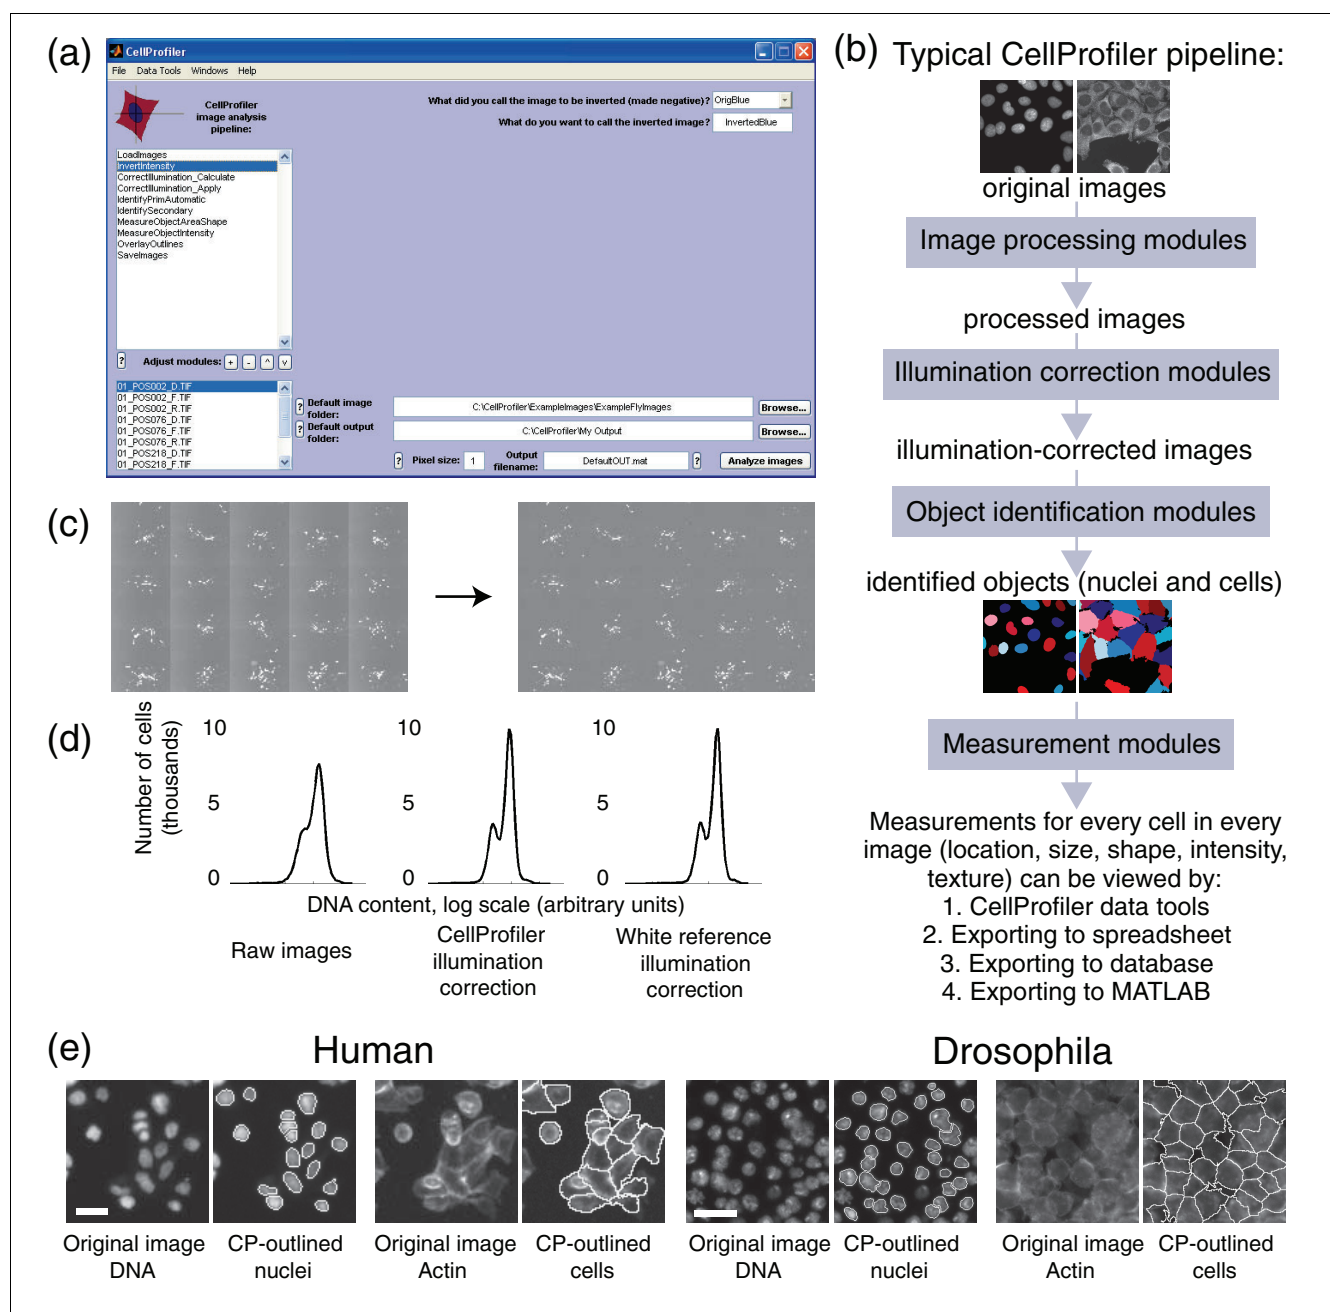 (a)
CellProfiler
File Data Tools Windows Help
CellProfiler
image analysis
pipeline:
What did you call the image to be inverted (made negative)? OrigBlue
What do you want to call the inverted image? InvertedBlue
LoadImages
InvertIntensity
CorrectIllumination_Calculate
CorrectIllumination_Apply
IdentifyPrimAutomatic
IdentifySecondary
MeasureObjectAreaShape
MeasureObjectIntensity
OverlayOutlines
SaveImages
? Adjust modules: + - ^ v
01_POS002_D.TIF
01_POS002_F.TIF
01_POS002_R.TIF
01_POS076_D.TIF
01_POS076_F.TIF
01_POS076_R.TIF
01_POS218_D.TIF
01_POS218_F.TIF
? Default image
folder:
C:\CellProfiler\ExampleImages\ExampleFlyImages
Browse...
? Default output
folder:
C:\CellProfiler\My Output
Browse...
? Pixel size: 1
Output
filename:
DefaultOUT.mat
?
Analyze images
(b) Typical CellProfiler pipeline:
original images
Image processing modules
processed images
Illumination correction modules
illumination-corrected images
Object identification modules
identified objects (nuclei and cells)
Measurement modules
Measurements for every cell in every
image (location, size, shape, intensity,
texture) can be viewed by:
1. CellProfiler data tools
2. Exporting to spreadsheet
3. Exporting to database
4. Exporting to MATLAB
(c)
(d)
Number of cells
(thousands)
10
5
0
10
5
0
10
5
0
DNA content, log scale (arbitrary units)
Raw images
CellProfiler
illumination
correction
White reference
illumination
correction
(e)
Human
Drosophila
Original image
DNA
CP-outlined
nuclei
Original image
Actin
CP-outlined
cells
Original image
DNA
CP-outlined
nuclei
Original image
Actin
CP-outlined
cells